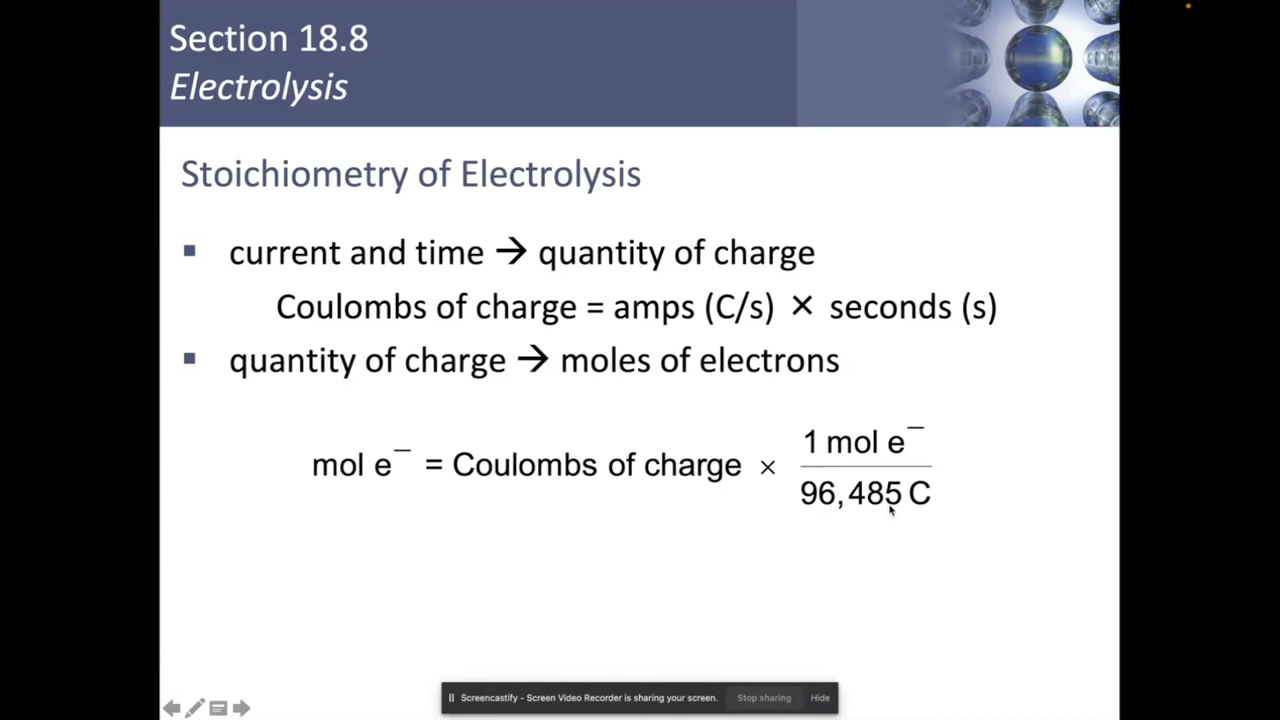 Section 18.8
Electrolysis
Stoichiometry of Electrolysis
▪ current and time → quantity of charge
Coulombs of charge = amps (C/s) × seconds (s)
▪ quantity of charge → moles of electrons
mol e⁻ = Coulombs of charge × 1 mol e⁻ / 96,485 C
Screencastify - Screen Video Recorder is sharing your screen. Stop sharing Hide